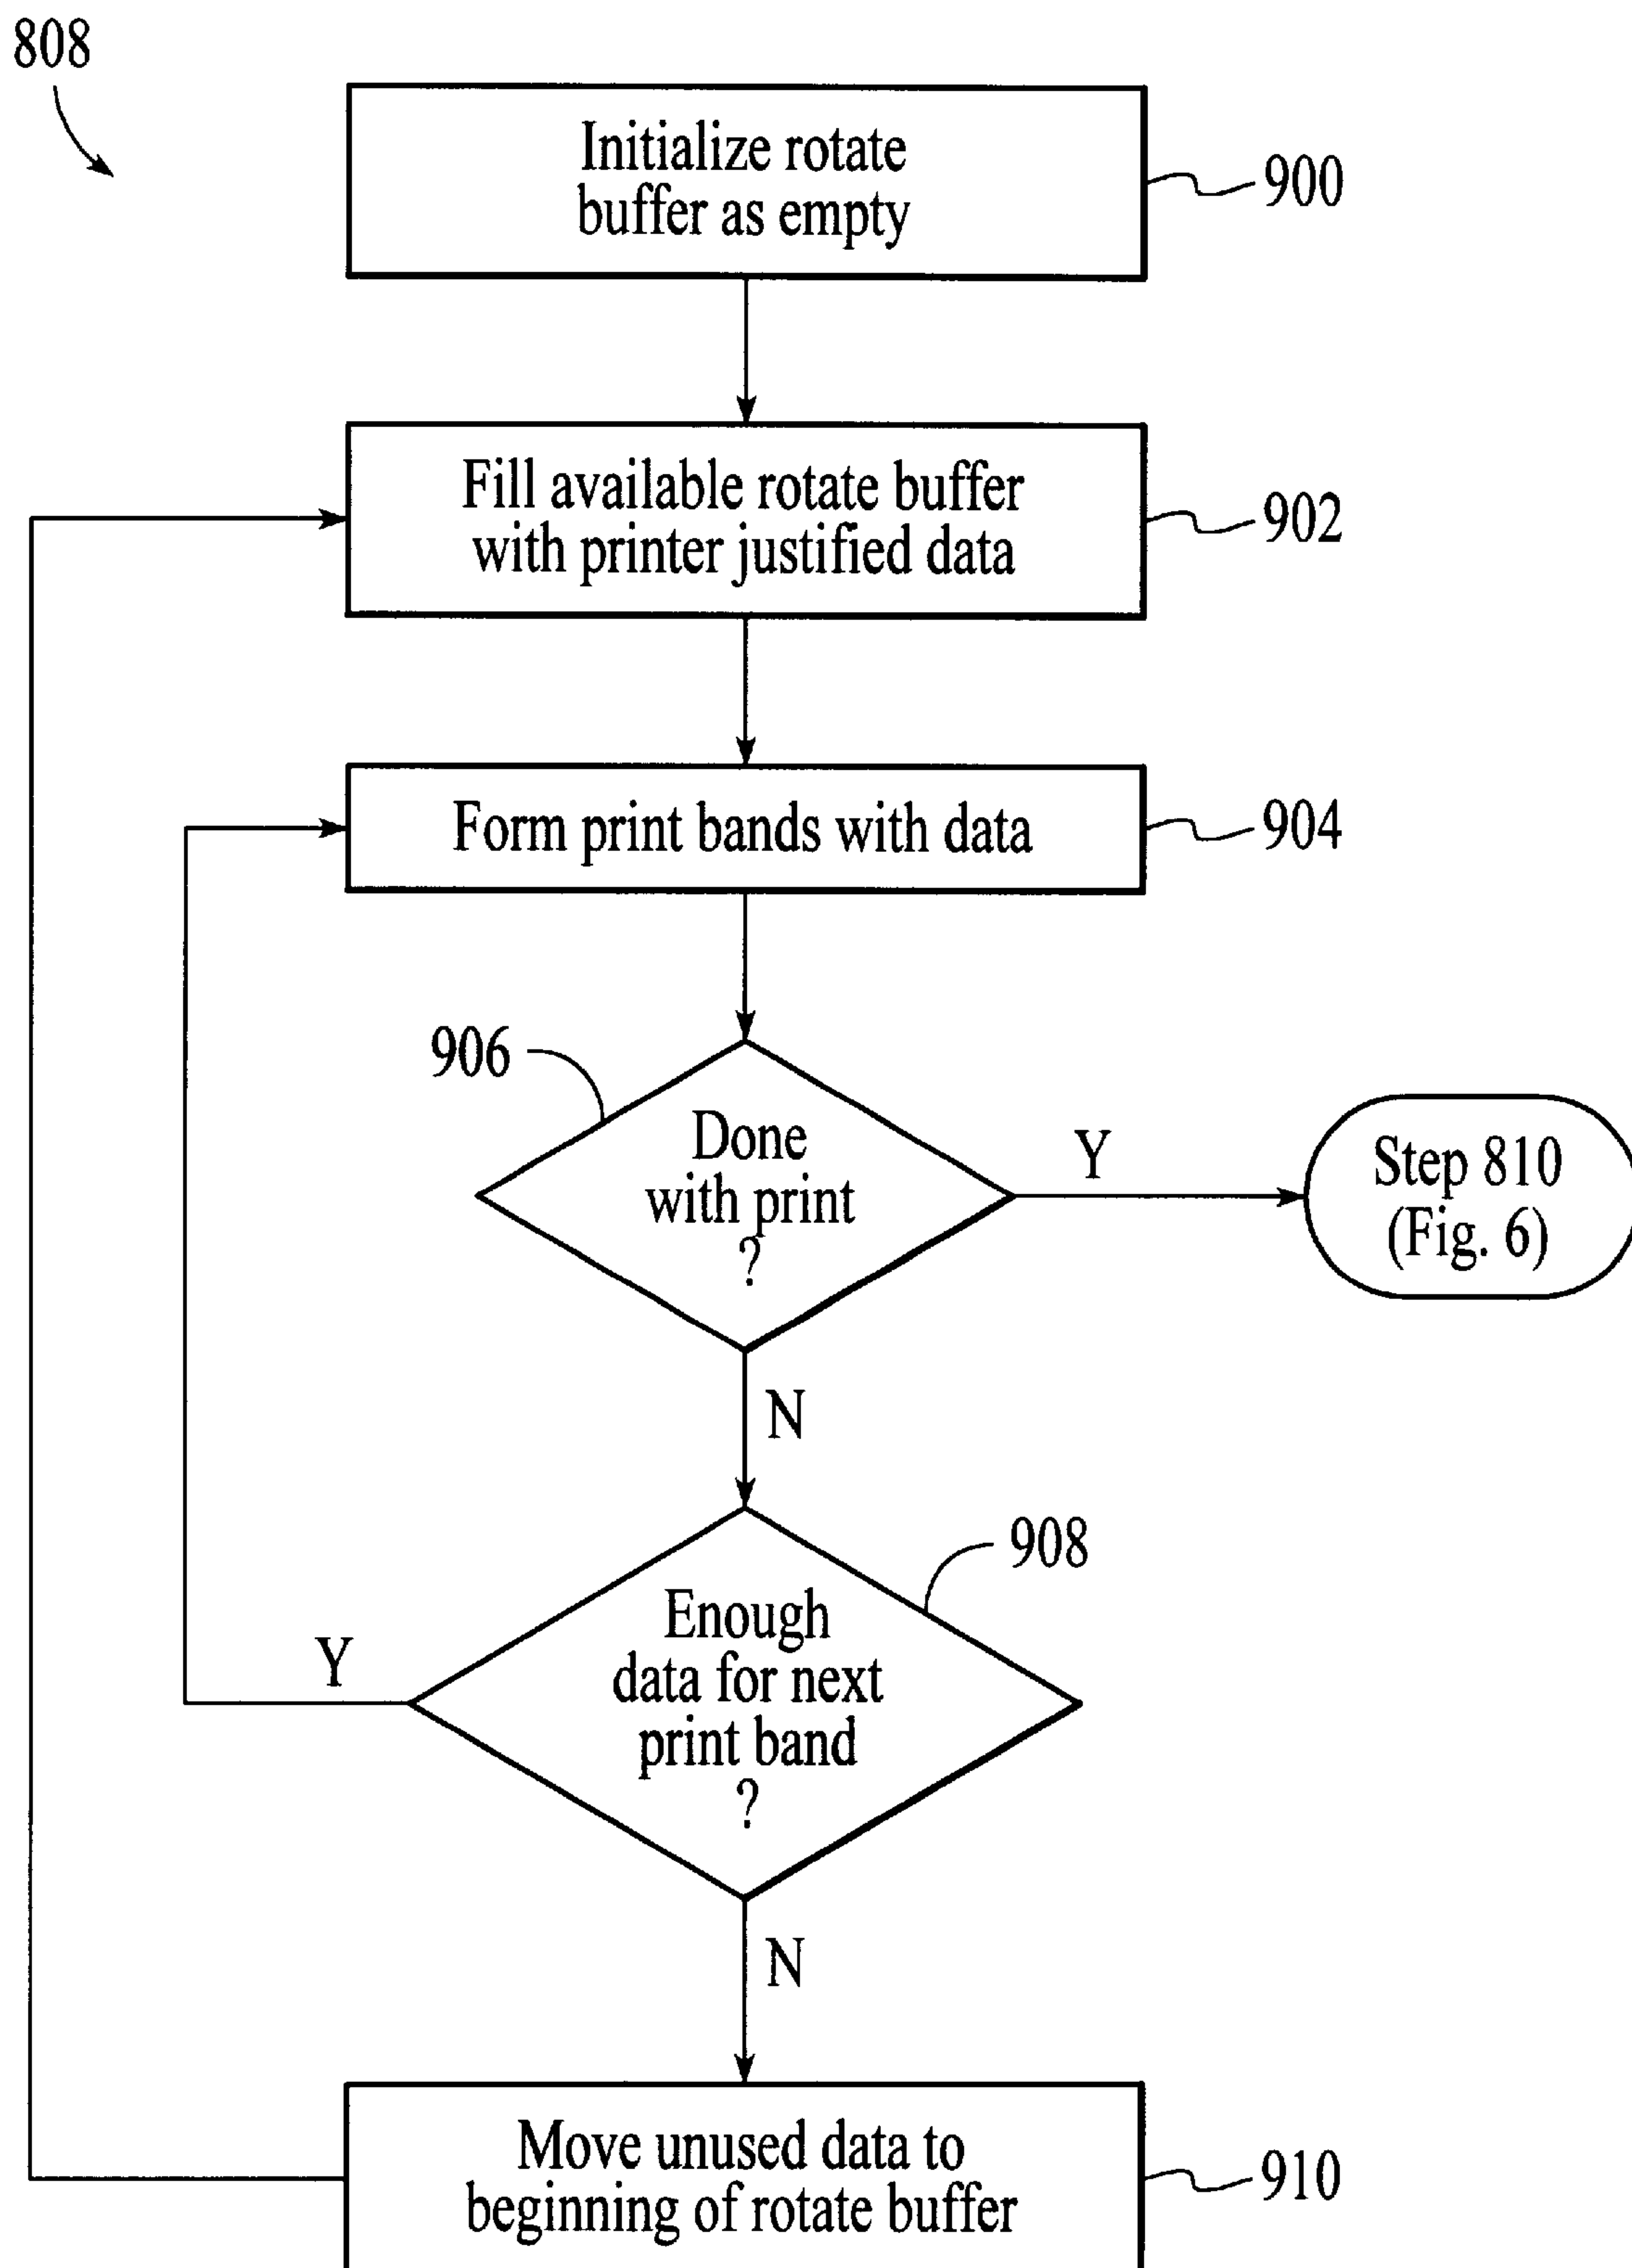 808
Initialize rotate
buffer as empty
900
Fill available rotate buffer
with printer justified data
902
Form print bands with data
904
906
Done
with print
?
Y
Step 810
(Fig. 6)
N
908
Enough
data for next
print band
?
Y
N
Move unused data to
beginning of rotate buffer
910